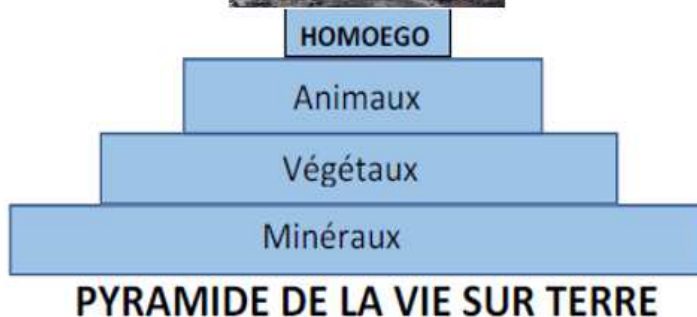 HOMOEGO
Animaux
Végétaux
Minéraux
PYRAMIDE DE LA VIE SUR TERRE